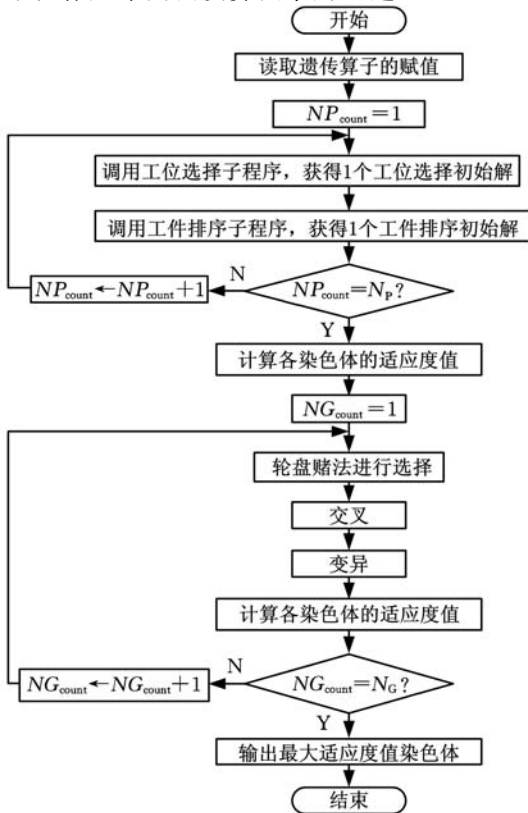 开始
读取遗传算子的赋值
NPcount=1
调用工位选择子程序，获得1个工位选择初始解
调用工件排序子程序，获得1个工件排序初始解
NPcount←NPcount+1
N
NPcount=NP?
Y
计算各染色体的适应度值
NGcount=1
轮盘赌法进行选择
交叉
变异
计算各染色体的适应度值
NGcount←NGcount+1
N
NGcount=NG?
Y
输出最大适应度值染色体
结束